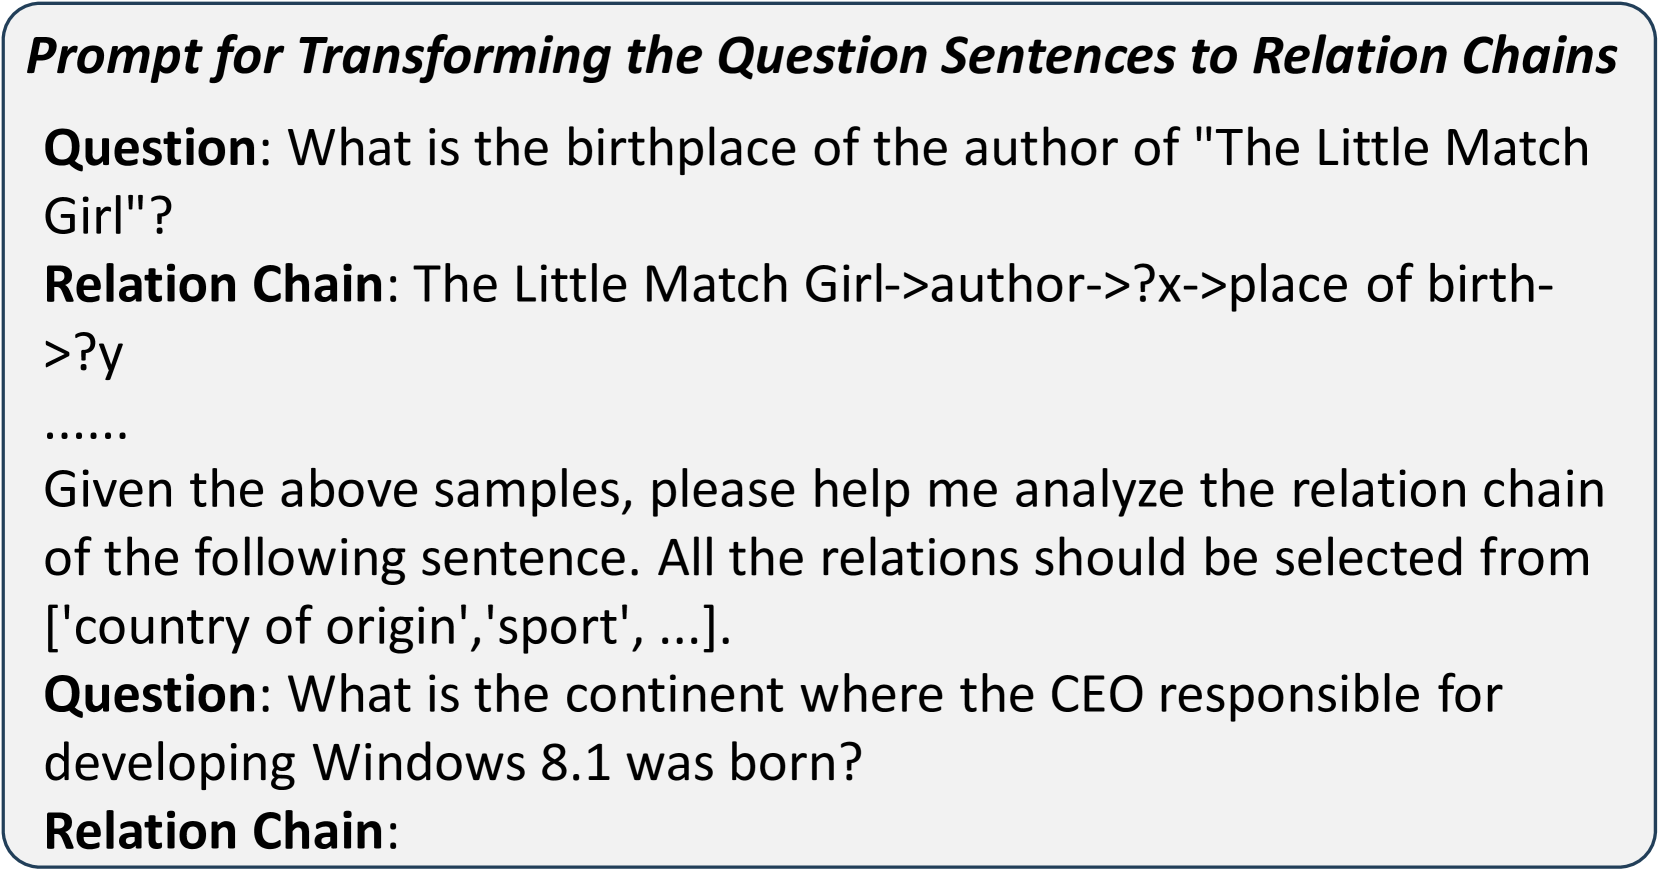 Prompt for Transforming the Question Sentences to Relation Chains
Question: What is the birthplace of the author of "The Little Match
Girl"?
Relation Chain: The Little Match Girl->author->?x->place of birth-
>?y
......
Given the above samples, please help me analyze the relation chain
of the following sentence. All the relations should be selected from
['country of origin','sport', ...].
Question: What is the continent where the CEO responsible for
developing Windows 8.1 was born?
Relation Chain: